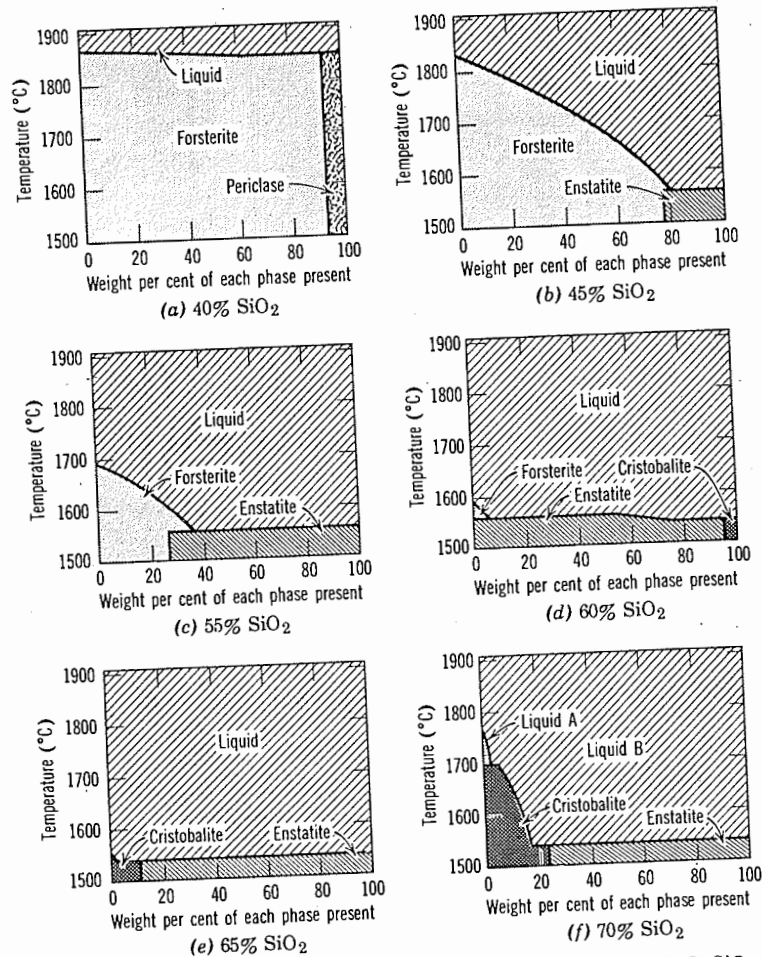 1900
1800
1700
1600
1500
Temperature (°C)
Liquid
Forsterite
Periclase
0 20 40 60 80 100
Weight per cent of each phase present
(a) 40% SiO₂
1900
1800
1700
1600
1500
Temperature (°C)
Liquid
Forsterite
Enstatite
0 20 40 60 80 100
Weight per cent of each phase present
(b) 45% SiO₂
1900
1800
1700
1600
1500
Temperature (°C)
Liquid
Forsterite
Enstatite
0 20 40 60 80 100
Weight per cent of each phase present
(c) 55% SiO₂
1900
1800
1700
1600
1500
Temperature (°C)
Liquid
Forsterite Cristobalite
Enstatite
0 20 40 60 80 100
Weight per cent of each phase present
(d) 60% SiO₂
1900
1800
1700
1600
1500
Temperature (°C)
Liquid
Cristobalite Enstatite
0 20 40 60 80 100
Weight per cent of each phase present
(e) 65% SiO₂
1900
1800
1700
1600
1500
Temperature (°C)
Liquid A
Liquid B
Cristobalite
Enstatite
0 20 40 60 80 100
Weight per cent of each phase present
(f) 70% SiO₂